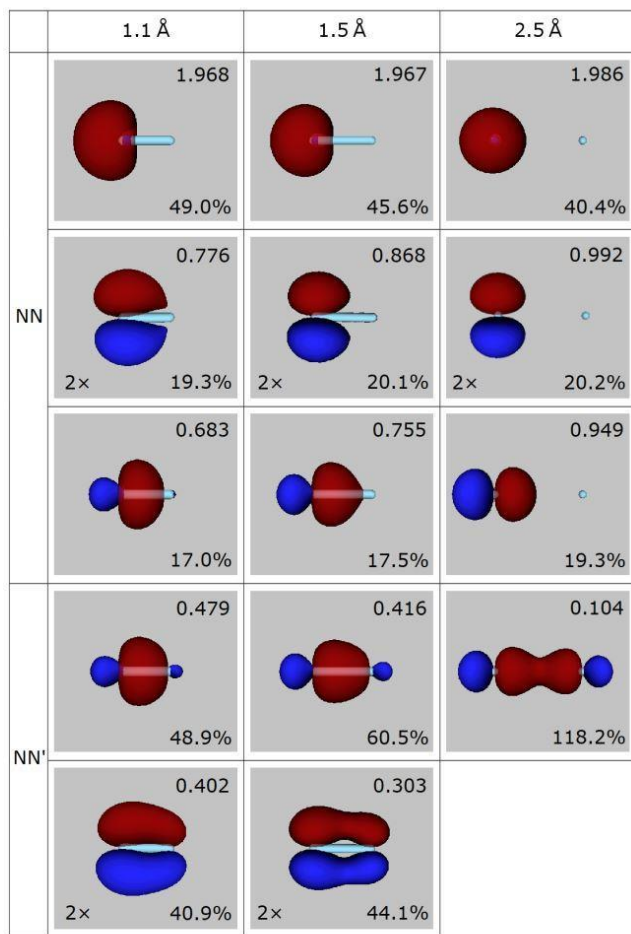 1.1 Å 1.5 Å 2.5 Å
NN
1.968 1.967 1.986
49.0% 45.6% 40.4%
0.776 0.868 0.992
2× 19.3% 2× 20.1% 2× 20.2%
0.683 0.755 0.949
17.0% 17.5% 19.3%
NN'
0.479 0.416 0.104
48.9% 60.5% 118.2%
0.402 0.303
2× 40.9% 2× 44.1%